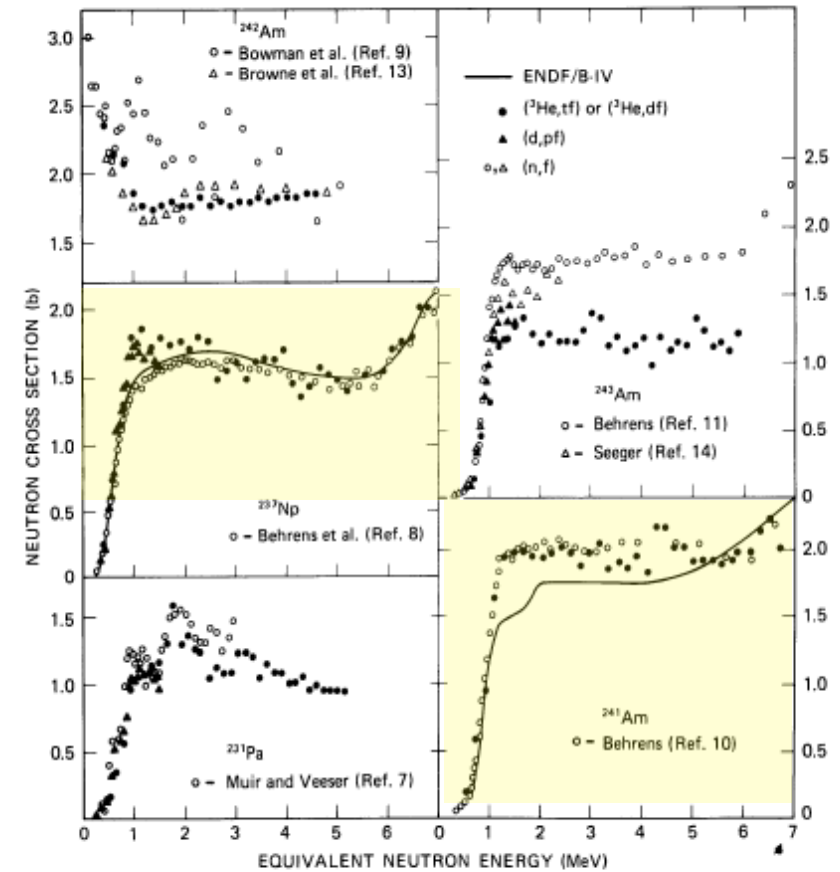 3.0
2.5
2.0
1.5
²⁴²Am
o – Bowman et al. (Ref. 9)
△ – Browne et al. (Ref. 13)
ENDF/B-IV
(³He,tf) or (³He,df)
(d,pf)
(n,f)
2.5
2.0
1.5
1.0
0.5
0
²⁴³Am
o – Behrens (Ref. 11)
△ – Seeger (Ref. 14)
NEUTRON CROSS SECTION (b)
2.0
1.5
1.0
0.5
0
²³⁷Np
o – Behrens et al. (Ref. 8)
1.5
1.0
0.5
²³¹Pa
o – Muir and Veeser (Ref. 7)
2.0
1.5
1.0
0.5
0
²⁴¹Am
o – Behrens (Ref. 10)
0 1 2 3 4 5 6 0 1 2 3 4 5 6 7
EQUIVALENT NEUTRON ENERGY (MeV)